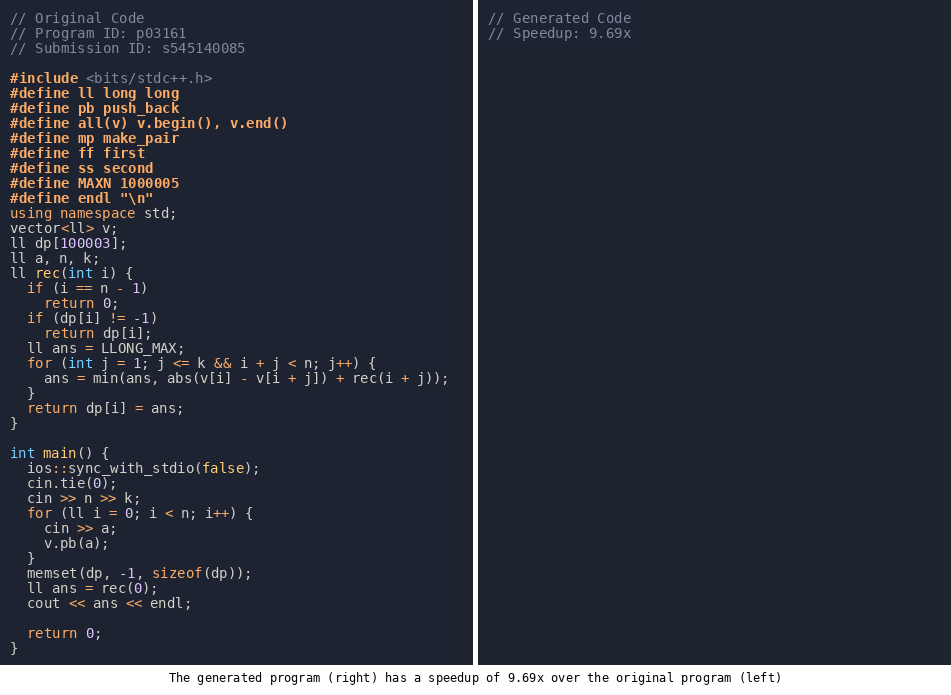 // Original Code
// Program ID: p03161
// Submission ID: s545140085

#include <bits/stdc++.h>
#define ll long long
#define pb push_back
#define all(v) v.begin(), v.end()
#define mp make_pair
#define ff first
#define ss second
#define MAXN 1000005
#define endl "\n"
using namespace std;
vector<ll> v;
ll dp[100003];
ll a, n, k;
ll rec(int i) {
  if (i == n - 1)
    return 0;
  if (dp[i] != -1)
    return dp[i];
  ll ans = LLONG_MAX;
  for (int j = 1; j <= k && i + j < n; j++) {
    ans = min(ans, abs(v[i] - v[i + j]) + rec(i + j));
  }
  return dp[i] = ans;
}

int main() {
  ios::sync_with_stdio(false);
  cin.tie(0);
  cin >> n >> k;
  for (ll i = 0; i < n; i++) {
    cin >> a;
    v.pb(a);
  }
  memset(dp, -1, sizeof(dp));
  ll ans = rec(0);
  cout << ans << endl;

  return 0;
}
// Generated Code
// Speedup: 9.69x
The generated program (right) has a speedup of 9.69x over the original program (left)